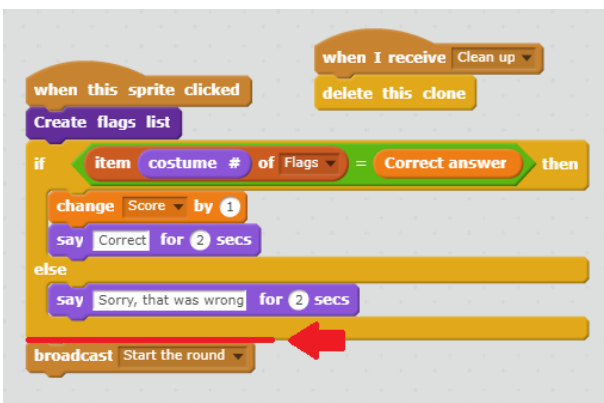 when I receive Clean up
delete this clone
when this sprite clicked
Create flags list
if item costume # of Flags = Correct answer then
change Score by 1
say Correct for 2 secs
else
say Sorry, that was wrong for 2 secs
broadcast Start the round